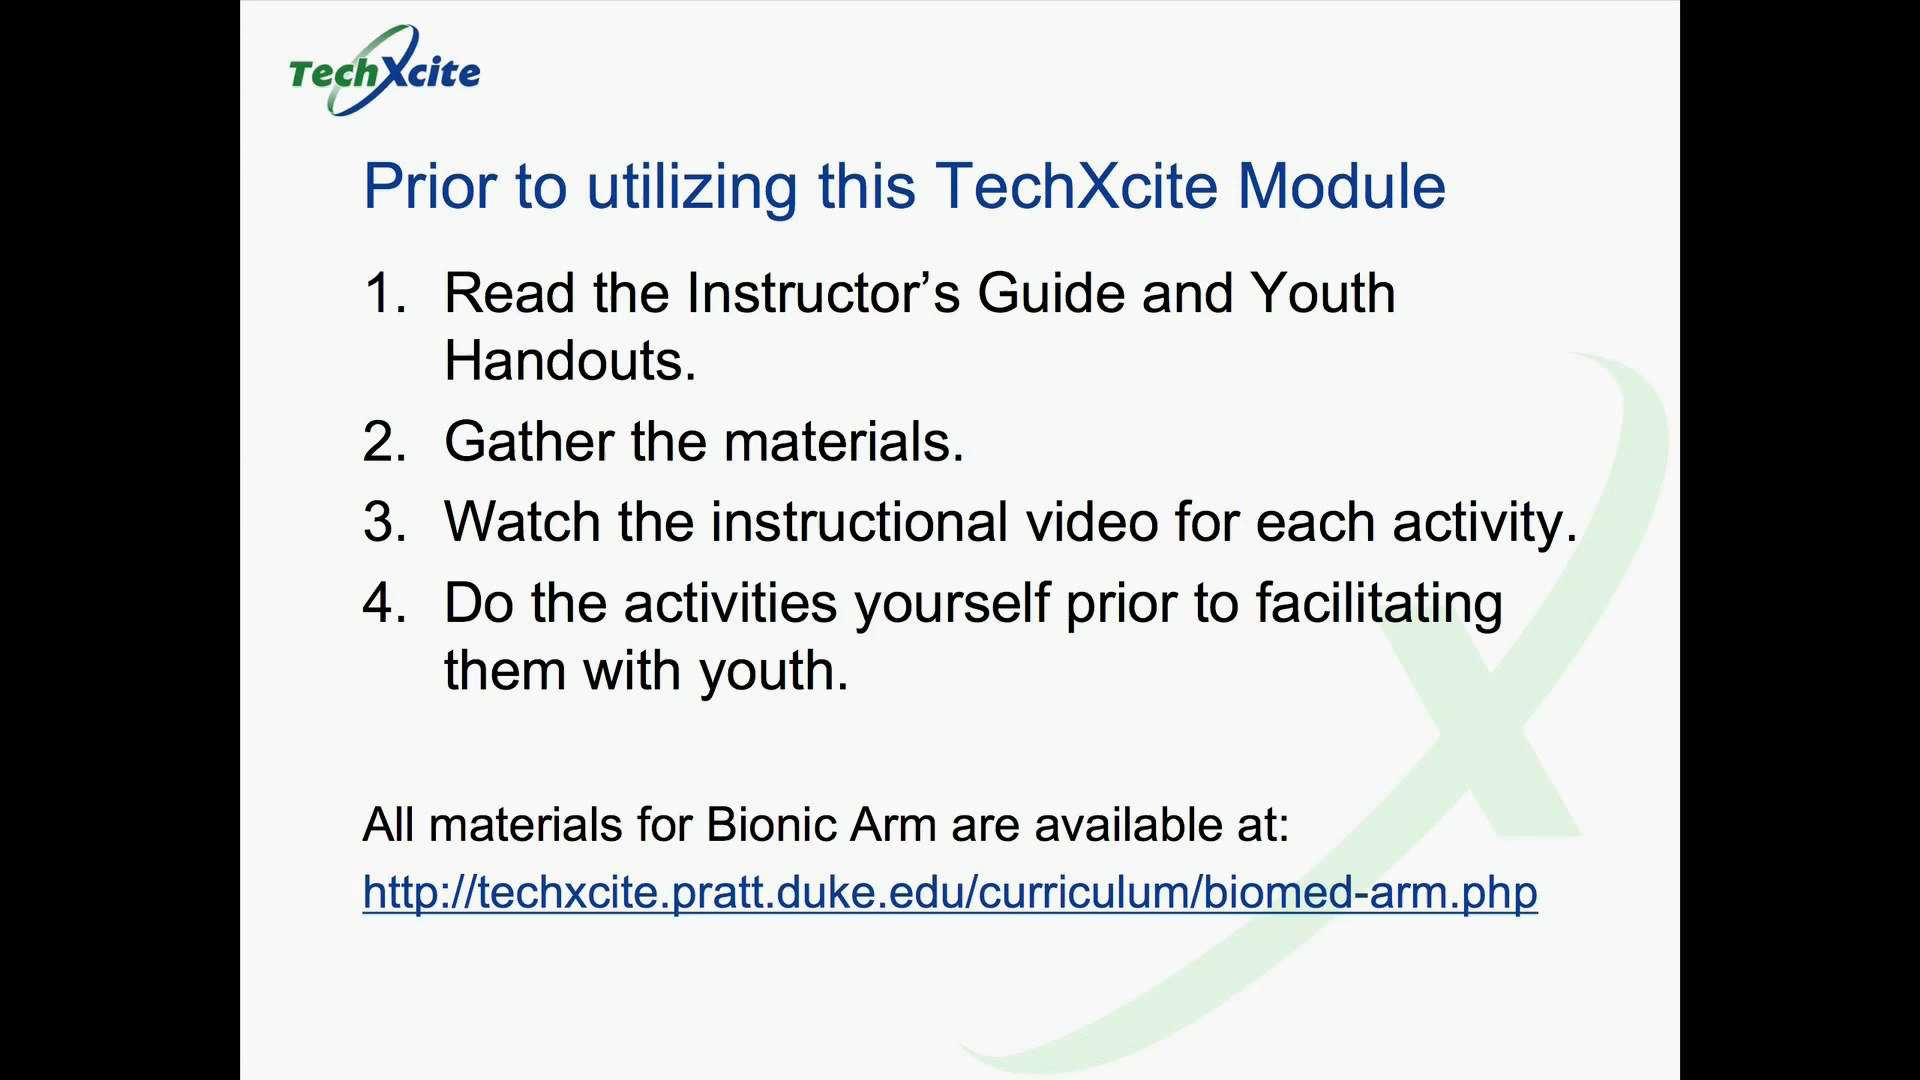 TechXcite
Prior to utilizing this TechXcite Module
1. Read the Instructor’s Guide and Youth
Handouts.
2. Gather the materials.
3. Watch the instructional video for each activity.
4. Do the activities yourself prior to facilitating
them with youth.
All materials for Bionic Arm are available at:
http://techxcite.pratt.duke.edu/curriculum/biomed-arm.php